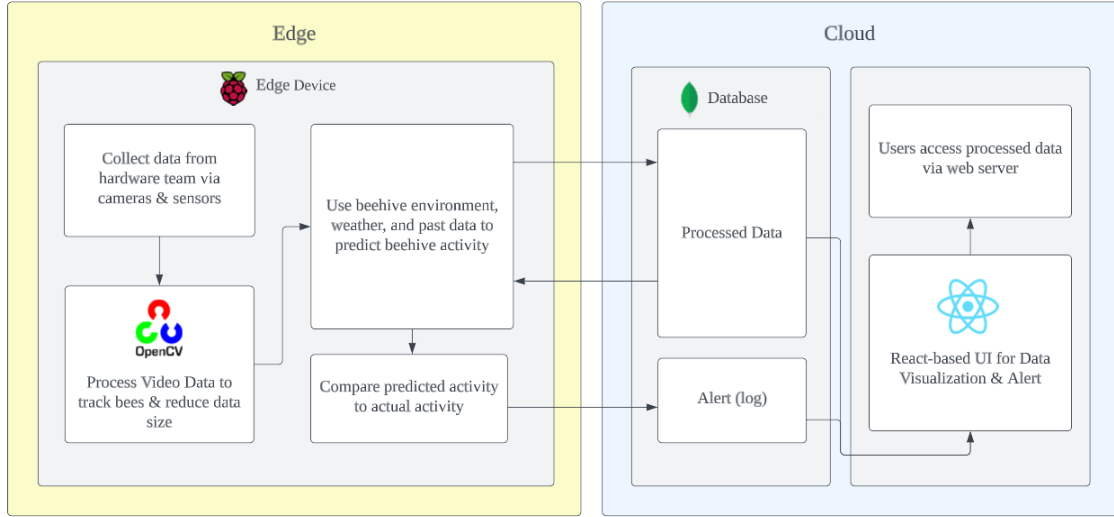 Edge
Edge Device
Collect data from
hardware team via
cameras & sensors
OpenCV
Process Video Data to
track bees & reduce data
size
Use beehive environment,
weather, and past data to
predict beehive activity
Compare predicted activity
to actual activity
Cloud
Database
Processed Data
Alert (log)
Users access processed data
via web server
React-based UI for Data
Visualization & Alert